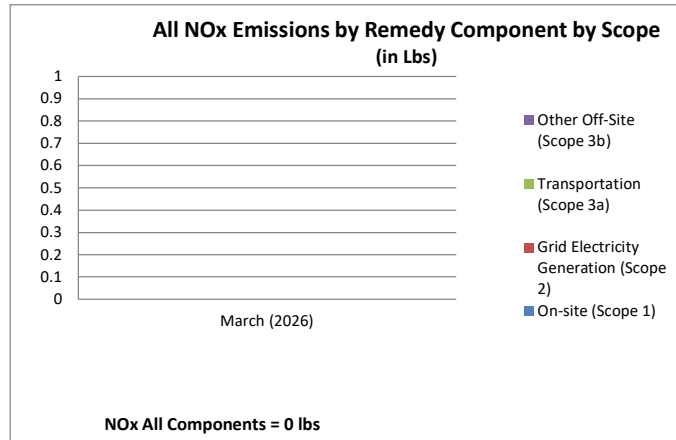 All NOx Emissions by Remedy Component by Scope
(in Lbs)
1
0.9
0.8
0.7
0.6
0.5
0.4
0.3
0.2
0.1
0
March (2026)
Other Off-Site
(Scope 3b)
Transportation
(Scope 3a)
Grid Electricity
Generation (Scope
2)
On-site (Scope 1)
NOx All Components = 0 lbs